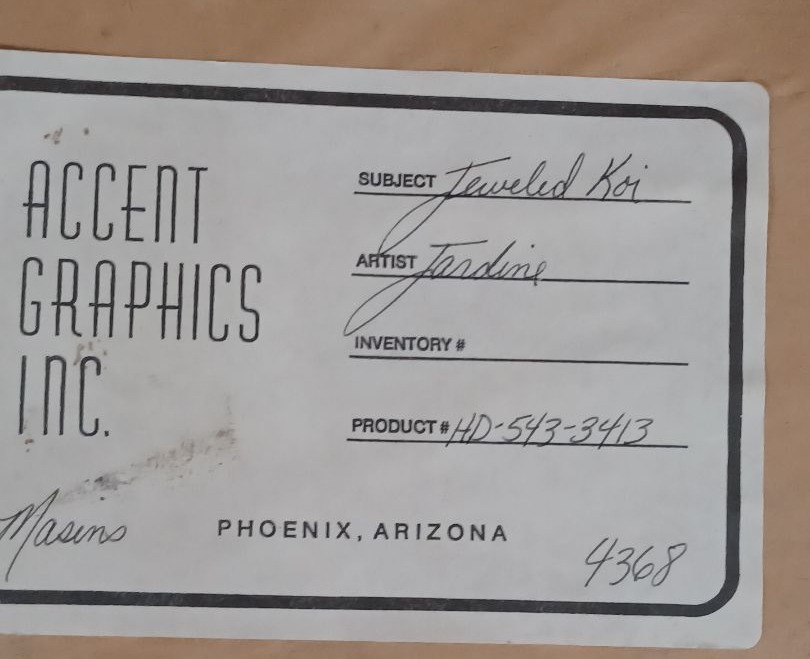 ACCENT
GRAPHICS
INC.
SUBJECT Jeweled Koi
ARTIST Jardine
INVENTORY #
PRODUCT # HD-543-3413
Masins
PHOENIX, ARIZONA
4368